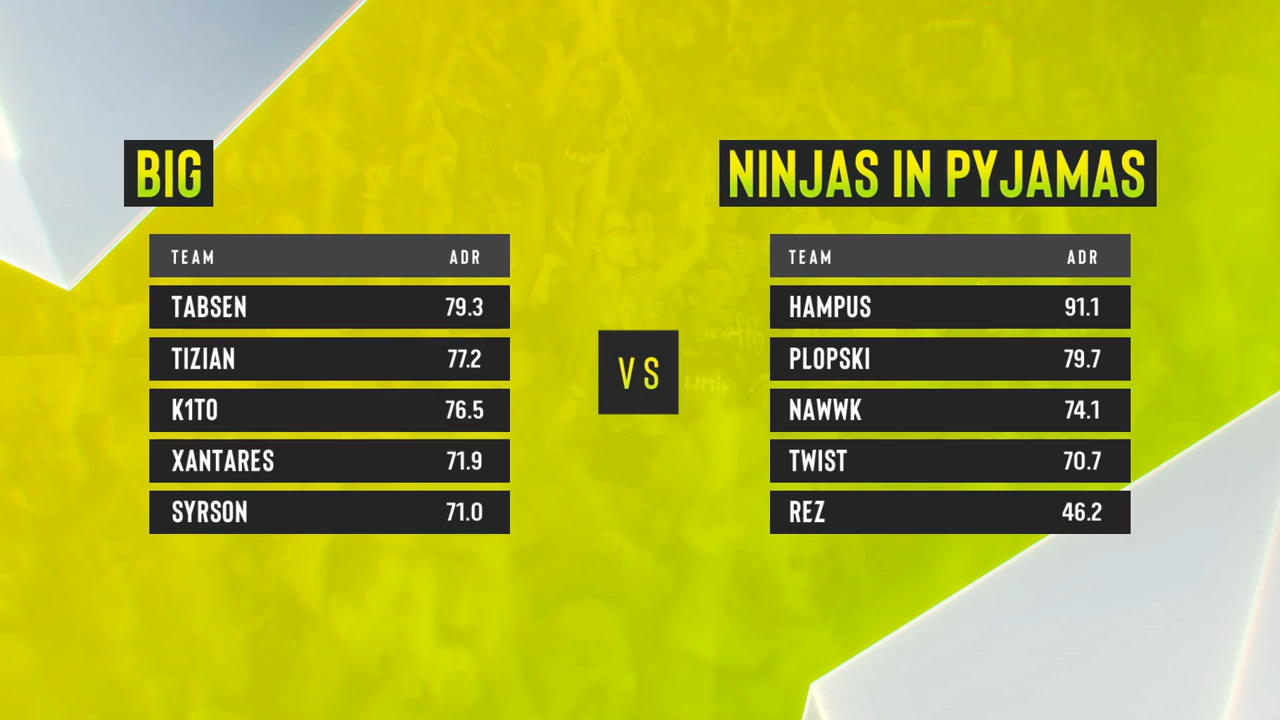 BIG
TEAM ADR
TABSEN 79.3
TIZIAN 77.2
K1TO 76.5
XANTARES 71.9
SYRSON 71.0
VS
NINJAS IN PYJAMAS
TEAM ADR
HAMPUS 91.1
PLOPSKI 79.7
NAWWK 74.1
TWIST 70.7
REZ 46.2